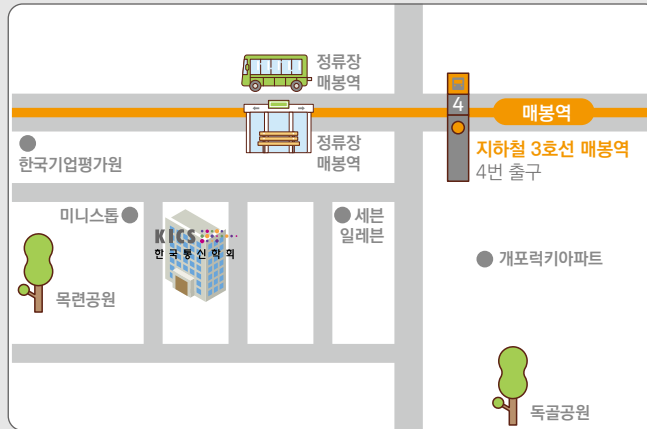 정류장
매봉역
4
매봉역
정류장
매봉역
지하철 3호선 매봉역
4번 출구
한국기업평가원
미니스톱
세븐
일레븐
KICS
한국통신학회
개포럭키아파트
목련공원
독골공원